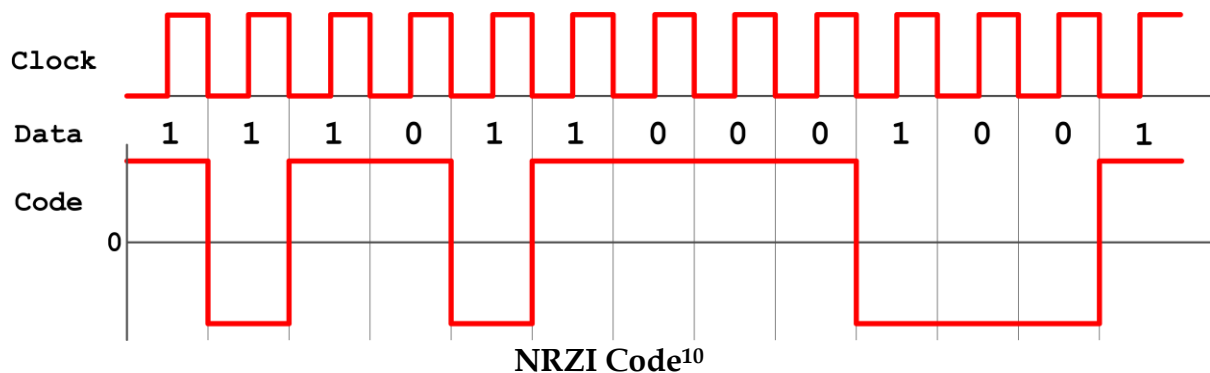 Clock
Data 1 1 1 0 1 1 0 0 0 1 0 0 1
Code
0
NRZI Code¹⁰